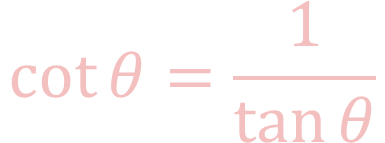 cot θ = 1 / tan θ